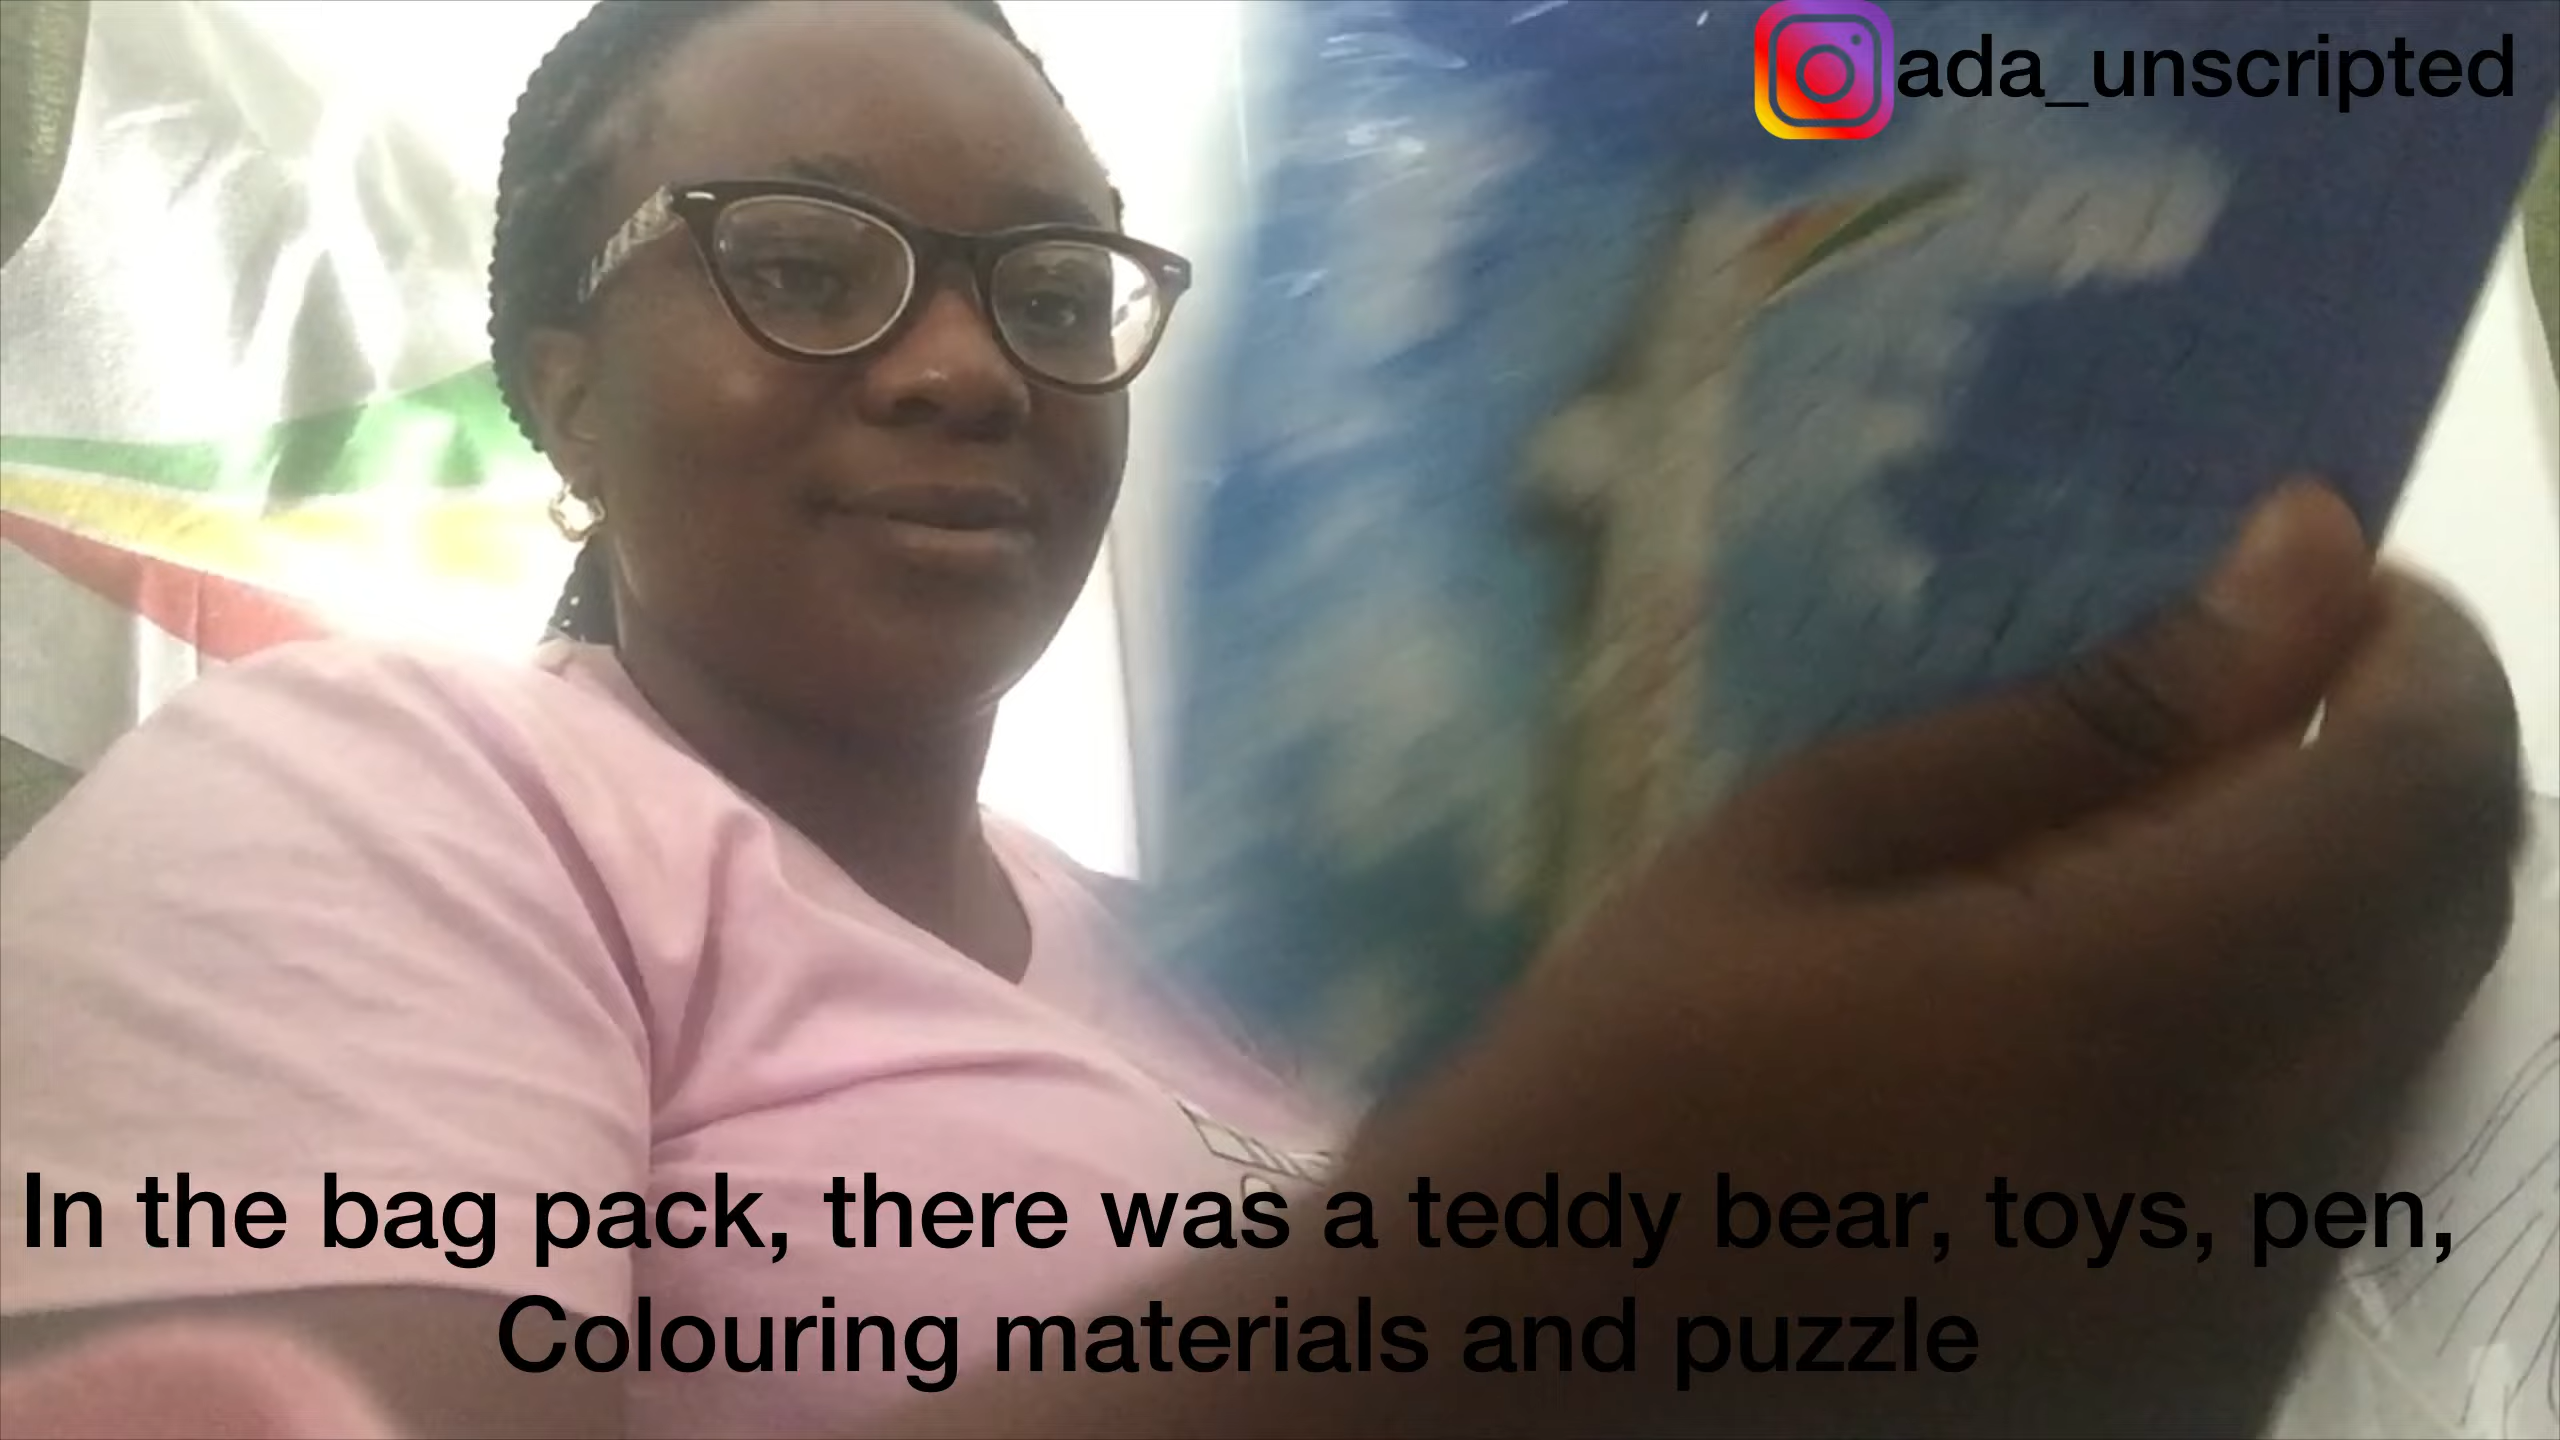 ada_unscripted
In the bag pack, there was a teddy bear, toys, pen,
Colouring materials and puzzle